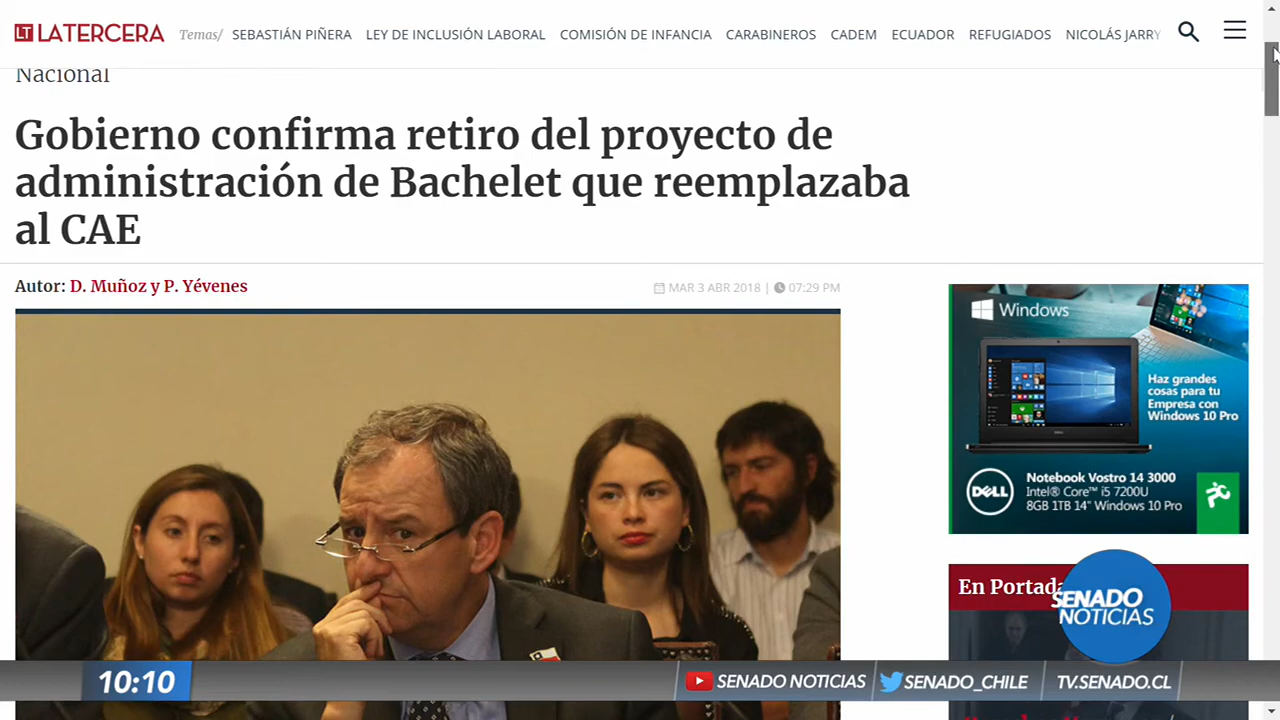 LT LATERCERA Temas/ SEBASTIÁN PIÑERA LEY DE INCLUSIÓN LABORAL COMISIÓN DE INFANCIA CARABINEROS CADEM ECUADOR REFUGIADOS NICOLÁS JARRY
Nacional
Gobierno confirma retiro del proyecto de
administración de Bachelet que reemplazaba
al CAE
Autor: D. Muñoz y P. Yévenes
MAR 3 ABR 2018 | 07:29 PM
Windows
Haz grandes
cosas para tu
Empresa con
Windows 10 Pro
DELL
Notebook Vostro 14 3000
Intel® Core™ i5 7200U
8GB 1TB 14" Windows 10 Pro
En Portada
SENADO
NOTICIAS
10:10
SENADO NOTICIAS
SENADO_CHILE
TV.SENADO.CL